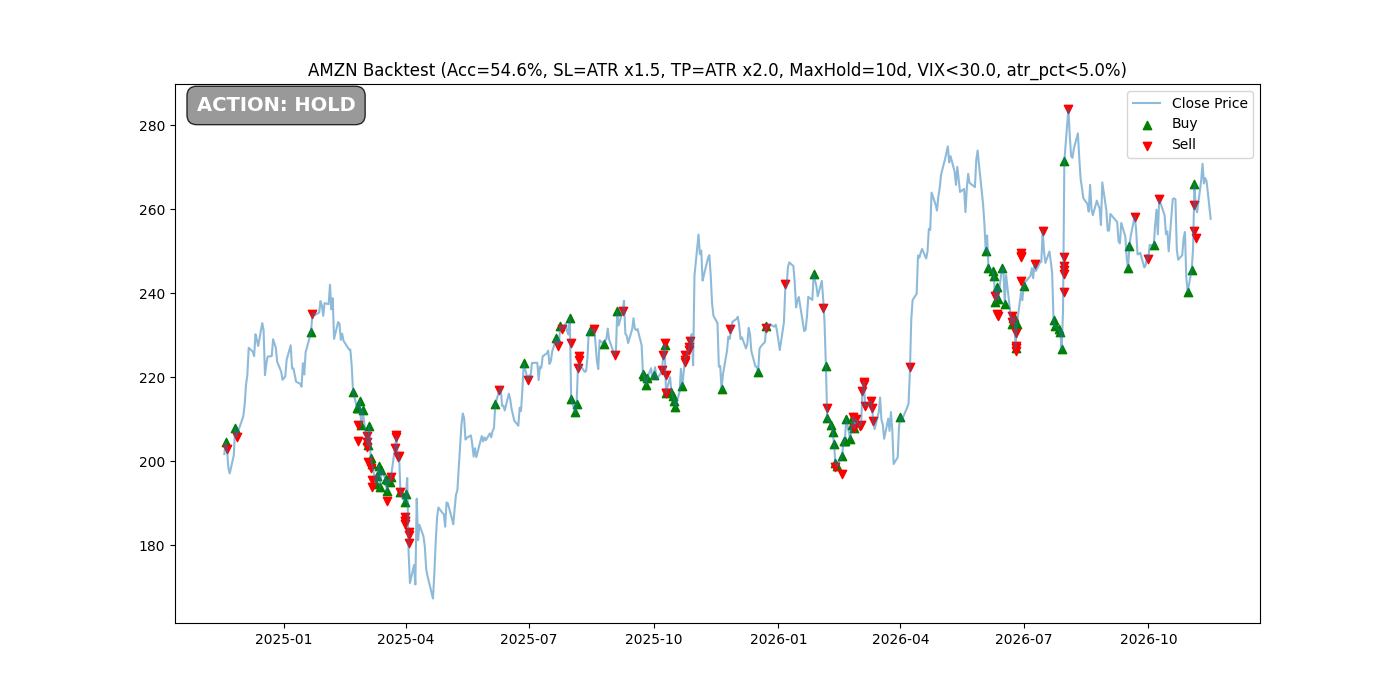 AMZN Backtest (Acc=54.6%, SL=ATR x1.5, TP=ATR x2.0, MaxHold=10d, VIX<30.0, atr_pct<5.0%)
ACTION: HOLD
Close Price
Buy
Sell
280
260
240
220
200
180
2025-01
2025-04
2025-07
2025-10
2026-01
2026-04
2026-07
2026-10